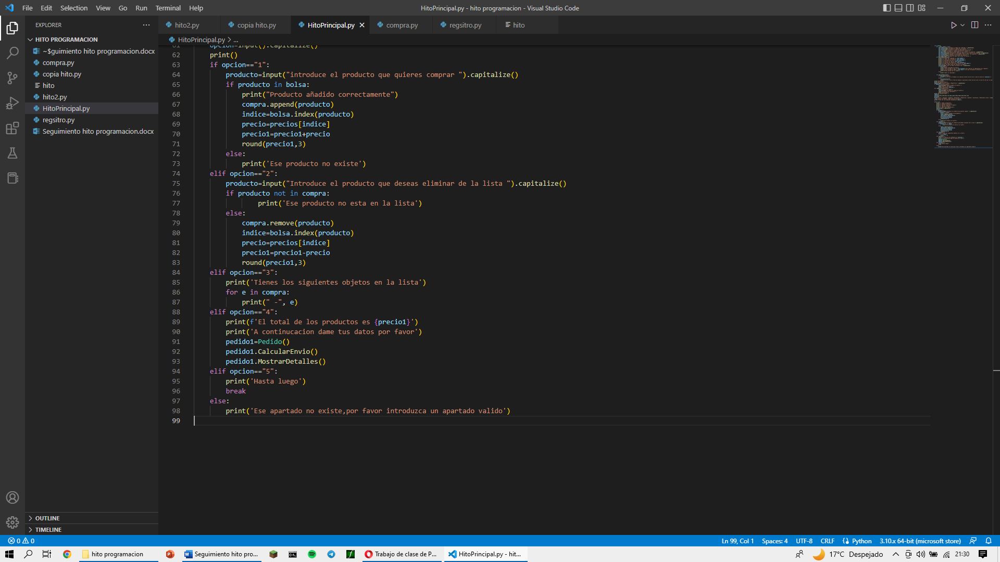 File Edit Selection View Go Run Terminal Help
HitoPrincipal.py - hito programacion - Visual Studio Code
EXPLORER
HITO PROGRAMACION
~$guimiento hito programacion.docx
compra.py
copia hito.py
hito
hito2.py
HitoPrincipal.py
regsitro.py
Seguimiento hito programacion.docx
OUTLINE
TIMELINE
hito2.py copia hito.py HitoPrincipal.py compra.py regsitro.py hito
HitoPrincipal.py > ...
61 opcion=input().capitalize()
62 print()
63 if opcion=="1":
64 producto=input("introduce el producto que quieres comprar ").capitalize()
65 if producto in bolsa:
66 print("Producto añadido correctamente")
67 compra.append(producto)
68 indice=bolsa.index(producto)
69 precio=precios[indice]
70 precio1=precio1+precio
71 round(precio1,3)
72 else:
73 print('Ese producto no existe')
74 elif opcion=="2":
75 producto=input("Introduce el producto que deseas eliminar de la lista ").capitalize()
76 if producto not in compra:
77 print('Ese producto no esta en la lista')
78 else:
79 compra.remove(producto)
80 indice=bolsa.index(producto)
81 precio=precios[indice]
82 precio1=precio1-precio
83 round(precio1,3)
84 elif opcion=="3":
85 print('Tienes los siguientes objetos en la lista')
86 for e in compra:
87 print(" -", e)
88 elif opcion=="4":
89 print(f'El total de los productos es {precio1}')
90 print('A continucacion dame tus datos por favor')
91 pedido1=Pedido()
92 pedido1.CalcularEnvio()
93 pedido1.MostrarDetalles()
94 elif opcion=="5":
95 print('Hasta luego')
96 break
97 else:
98 print('Ese apartado no existe,por favor introduzca un apartado valido')
99
0 0 Ln 99, Col 1 Spaces: 4 UTF-8 CRLF Python 3.10.x 64-bit (microsoft store)
hito programacion Seguimiento hito pro... Trabajo de clase de P... HitoPrincipal.py - hit... 17°C Despejado 21:30